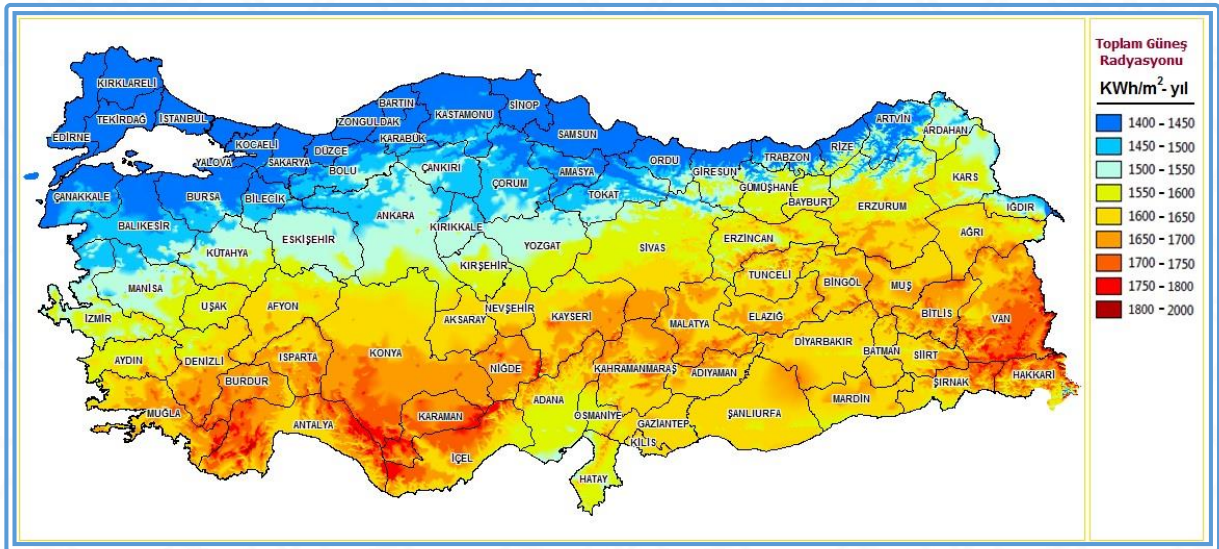 Toplam Güneş
Radyasyonu
KWh/m²- yıl
1400 - 1450
1450 - 1500
1500 - 1550
1550 - 1600
1600 - 1650
1650 - 1700
1700 - 1750
1750 - 1800
1800 - 2000
KIRKLARELİ
TEKİRDAĞ
İSTANBUL
EDİRNE
KOCAELİ
YALOVA
SAKARYA
DÜZCE
ZONGULDAK
BARTIN
KARABÜK
KASTAMONU
SİNOP
SAMSUN
ORDU
GİRESUN
TRABZON
RİZE
ARTVİN
ARDAHAN
KARS
IĞDIR
ÇANAKKALE
BURSA
BİLECİK
BOLU
ÇANKIRI
ÇORUM
AMASYA
TOKAT
GÜMÜŞHANE
BAYBURT
ERZURUM
AĞRI
BALIKESİR
KÜTAHYA
ESKİŞEHİR
ANKARA
KIRIKKALE
YOZGAT
SİVAS
ERZİNCAN
KIRŞEHİR
TUNCELİ
BİNGÖL
MUŞ
MANİSA
UŞAK
AFYON
İZMİR
AKSARAY
NEVŞEHİR
KAYSERİ
MALATYA
ELAZIĞ
BİTLİS
VAN
DİYARBAKIR
BATMAN
SİİRT
AYDIN
DENİZLİ
ISPARTA
KONYA
NİĞDE
KAHRAMANMARAŞ
ADIYAMAN
ŞIRNAK
HAKKARİ
BURDUR
MUĞLA
ANTALYA
KARAMAN
ADANA
OSMANİYE
GAZİANTEP
ŞANLIURFA
MARDİN
KİLİS
İÇEL
HATAY